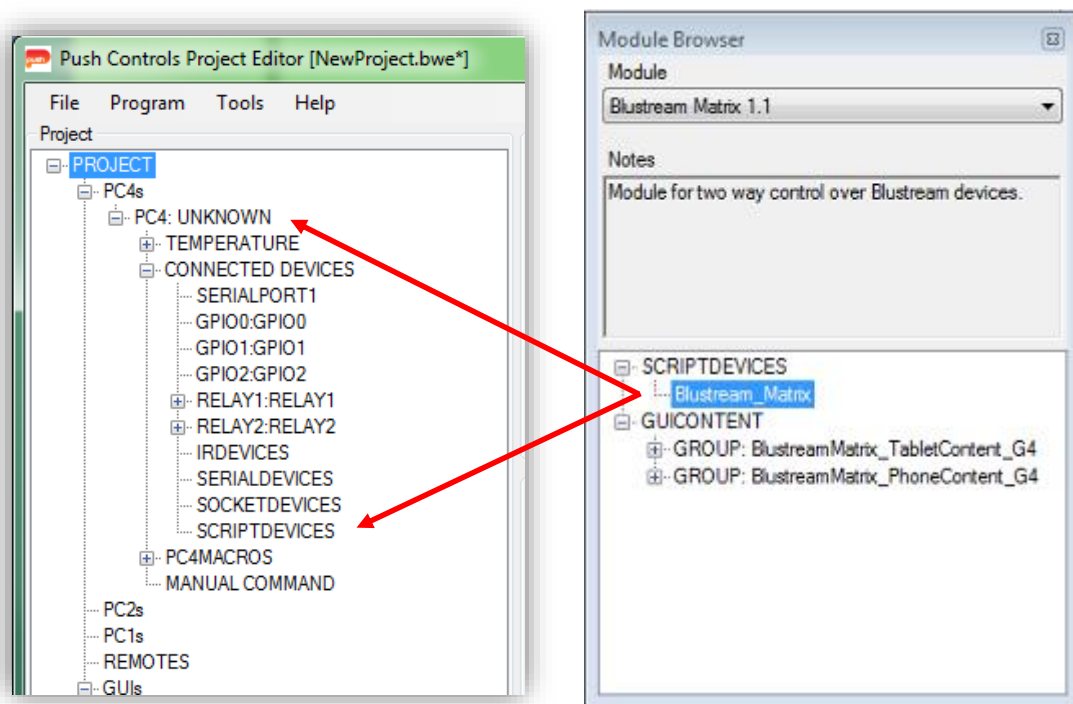 Push Controls Project Editor [NewProject.bwe*]
File Program Tools Help
Project
PROJECT
PC4s
PC4: UNKNOWN
TEMPERATURE
CONNECTED DEVICES
SERIALPORT1
GPIO0:GPIO0
GPIO1:GPIO1
GPIO2:GPIO2
RELAY1:RELAY1
RELAY2:RELAY2
IRDEVICES
SERIALDEVICES
SOCKETDEVICES
SCRIPTDEVICES
PC4MACROS
MANUAL COMMAND
PC2s
PC1s
REMOTES
GUIs
Module Browser
Module
Blustream Matrix 1.1
Notes
Module for two way control over Blustream devices.
SCRIPTDEVICES
Blustream_Matrix
GUICONTENT
GROUP: BlustreamMatrix_TabletContent_G4
GROUP: BlustreamMatrix_PhoneContent_G4